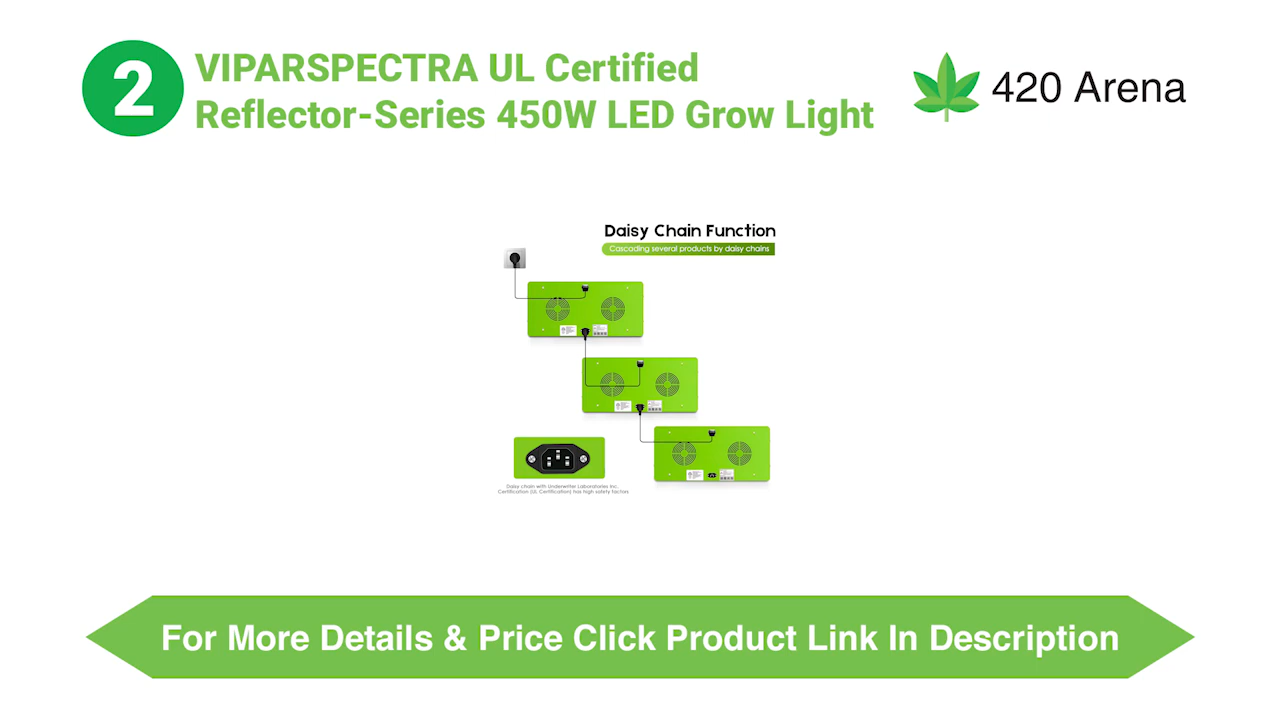 2
VIPARSPECTRA UL Certified
Reflector-Series 450W LED Grow Light
420 Arena
Daisy Chain Function
Cascading several products by daisy chains
Daisy chain with Underwriter Laboratories Inc.
Certification (UL Certification) has high safety factors
For More Details & Price Click Product Link In Description